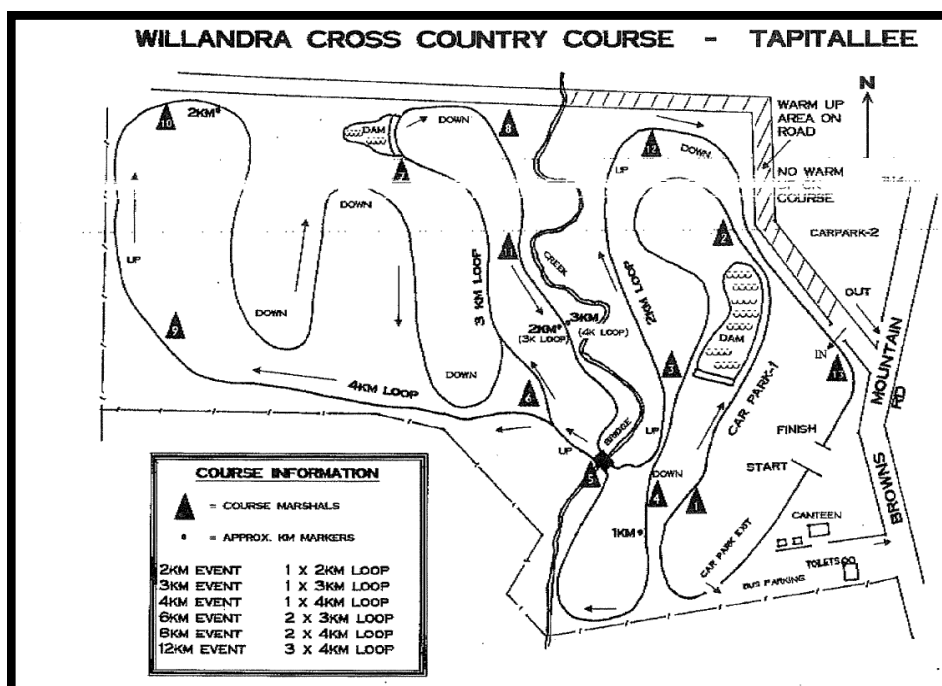 WILLANDRA CROSS COUNTRY COURSE - TAPITALLEE
N
WARM UP
AREA ON
ROAD
NO WARM
UP ON
COURSE
CARPARK-2
OUT
IN
MOUNTAIN
RD
BROWNS
10
2KM
DAM
7
DOWN
8
12
DOWN
UP
2
DOWN
UP
11
CREEK
3 KM LOOP
2KM LOOP
2KM
(3K LOOP)
3KM
(4K LOOP)
DAM
9
DOWN
4KM LOOP
DOWN
6
3
13
CAR PARK-1
FINISH
START
UP
BRIDGE
UP
5
DOWN
4
1
1KM
CAR PARK EXIT
CANTEEN
TOILETS
BUS PARKING
COURSE INFORMATION
= COURSE MARSHALS
= APPROX. KM MARKERS
2KM EVENT 1 X 2KM LOOP
3KM EVENT 1 X 3KM LOOP
4KM EVENT 1 X 4KM LOOP
6KM EVENT 2 X 3KM LOOP
8KM EVENT 2 X 4KM LOOP
12KM EVENT 3 X 4KM LOOP